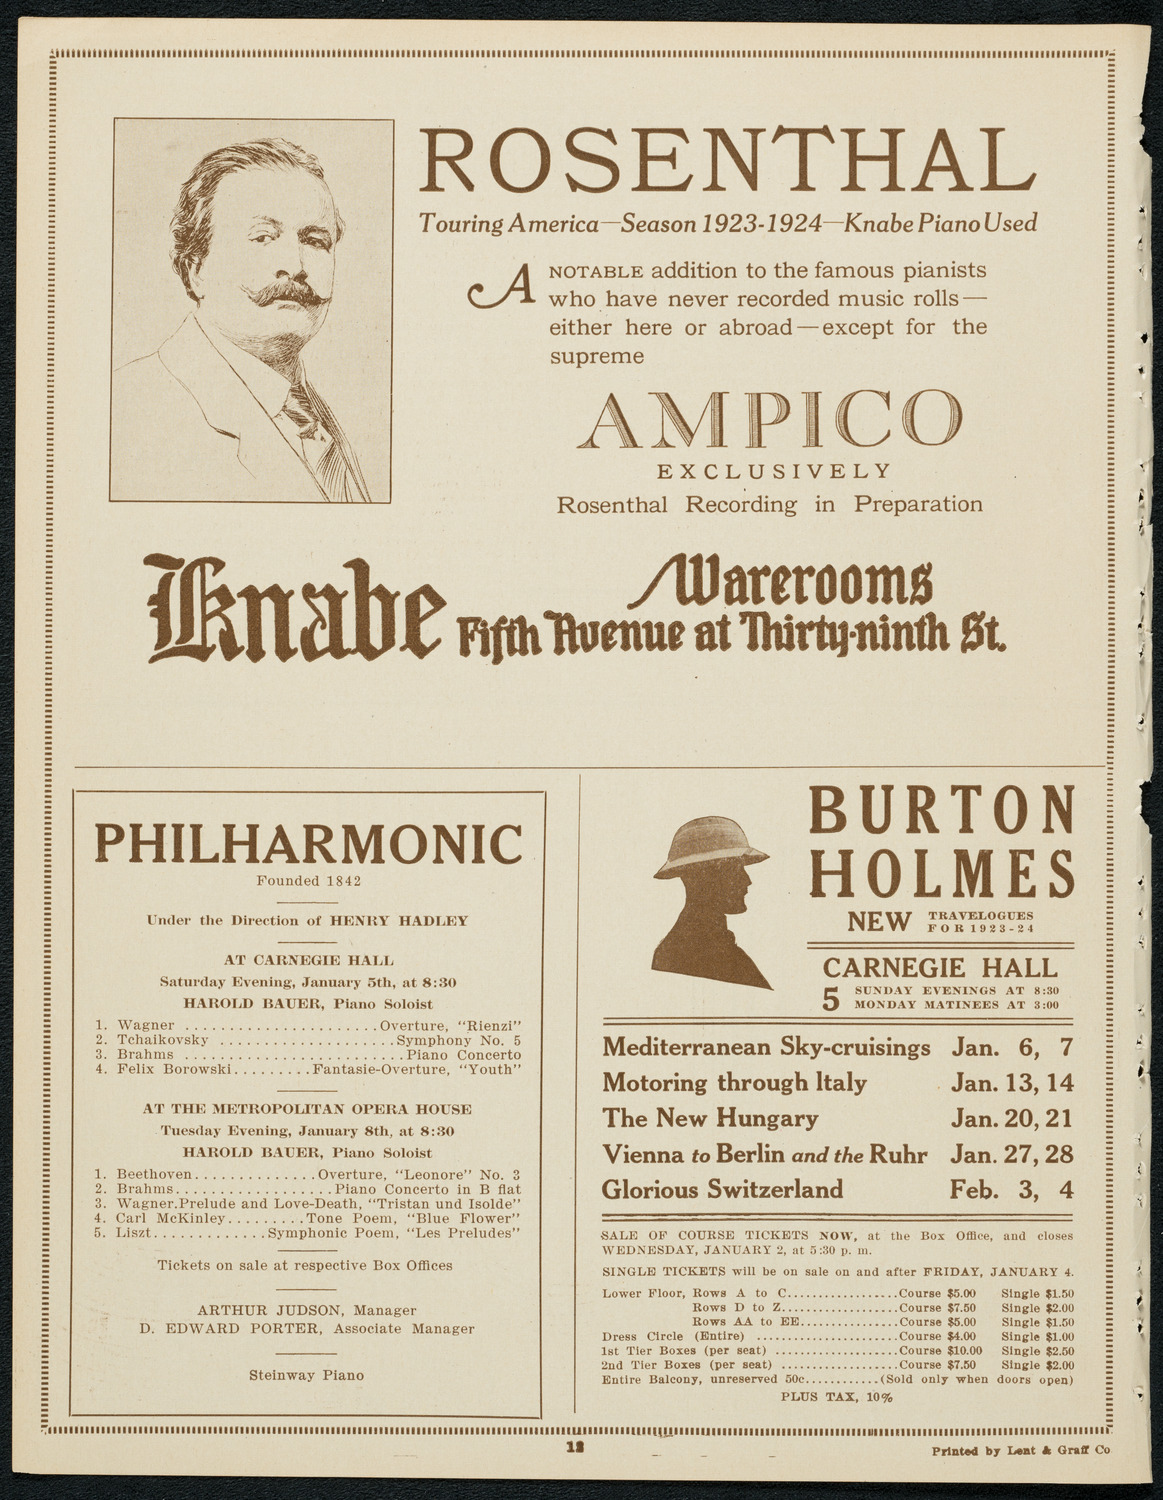 ROSENTHAL
Touring America—Season 1923-1924—Knabe Piano Used
A NOTABLE addition to the famous pianists
who have never recorded music rolls—
either here or abroad—except for the
supreme
AMPICO
EXCLUSIVELY
Rosenthal Recording in Preparation
Knabe Warerooms
Fifth Avenue at Thirty-ninth St.
PHILHARMONIC
Founded 1842
Under the Direction of HENRY HADLEY
AT CARNEGIE HALL
Saturday Evening, January 5th, at 8:30
HAROLD BAUER, Piano Soloist
1. Wagner ......................Overture, “Rienzi”
2. Tchaikovsky ....................Symphony No. 5
3. Brahms .........................Piano Concerto
4. Felix Borowski.........Fantasie-Overture, “Youth”
AT THE METROPOLITAN OPERA HOUSE
Tuesday Evening, January 8th, at 8:30
HAROLD BAUER, Piano Soloist
1. Beethoven..............Overture, “Leonore” No. 3
2. Brahms..................Piano Concerto in B flat
3. Wagner.Prelude and Love-Death, “Tristan und Isolde”
4. Carl McKinley.........Tone Poem, “Blue Flower”
5. Liszt.............Symphonic Poem, “Les Preludes”
Tickets on sale at respective Box Offices
ARTHUR JUDSON, Manager
D. EDWARD PORTER, Associate Manager
Steinway Piano
BURTON
HOLMES
NEW TRAVELOGUES
FOR 1923-24
CARNEGIE HALL
5 SUNDAY EVENINGS AT 8:30
MONDAY MATINEES AT 3:00
Mediterranean Sky-cruisings Jan. 6, 7
Motoring through Italy Jan. 13, 14
The New Hungary Jan. 20, 21
Vienna to Berlin and the Ruhr Jan. 27, 28
Glorious Switzerland Feb. 3, 4
SALE OF COURSE TICKETS NOW, at the Box Office, and closes
WEDNESDAY, JANUARY 2, at 5:30 p. m.
SINGLE TICKETS will be on sale on and after FRIDAY, JANUARY 4.
Lower Floor, Rows A to C.................Course $5.00 Single $1.50
Rows D to Z..................Course $7.50 Single $2.00
Rows AA to EE...............Course $5.00 Single $1.50
Dress Circle (Entire) ......................Course $4.00 Single $1.00
1st Tier Boxes (per seat) ..................Course $10.00 Single $2.50
2nd Tier Boxes (per seat) ..................Course $7.50 Single $2.00
Entire Balcony, unreserved 50c............(Sold only when doors open)
PLUS TAX, 10%
Printed by Lent & Graff Co